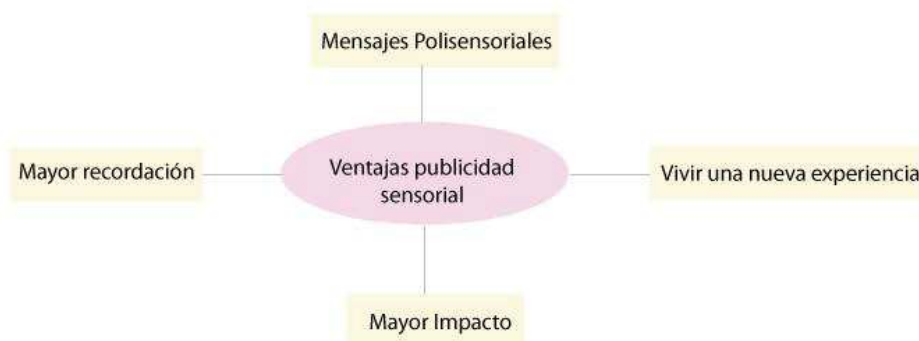 Mensajes Polisensoriales
Mayor recordación
Ventajas publicidad
sensorial
Vivir una nueva experiencia
Mayor Impacto